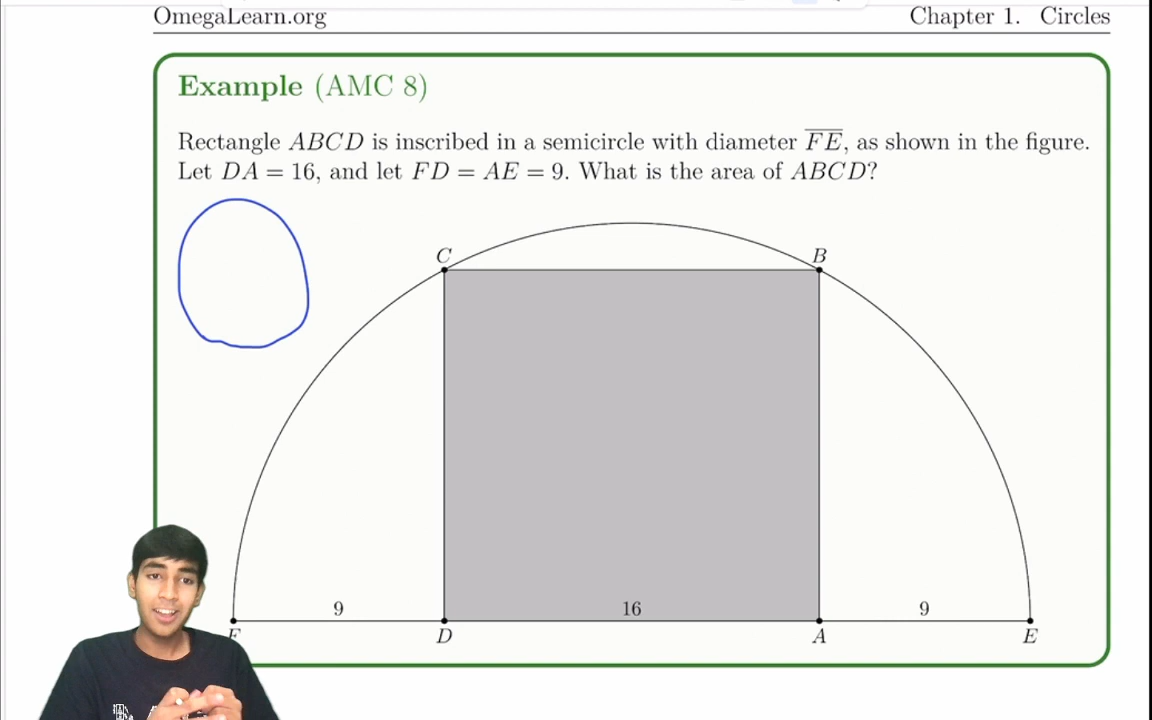 OmegaLearn.org Chapter 1. Circles
Example (AMC 8)
Rectangle ABCD is inscribed in a semicircle with diameter FE, as shown in the figure.
Let DA = 16, and let FD = AE = 9. What is the area of ABCD?
C B
9 16 9
F D A E